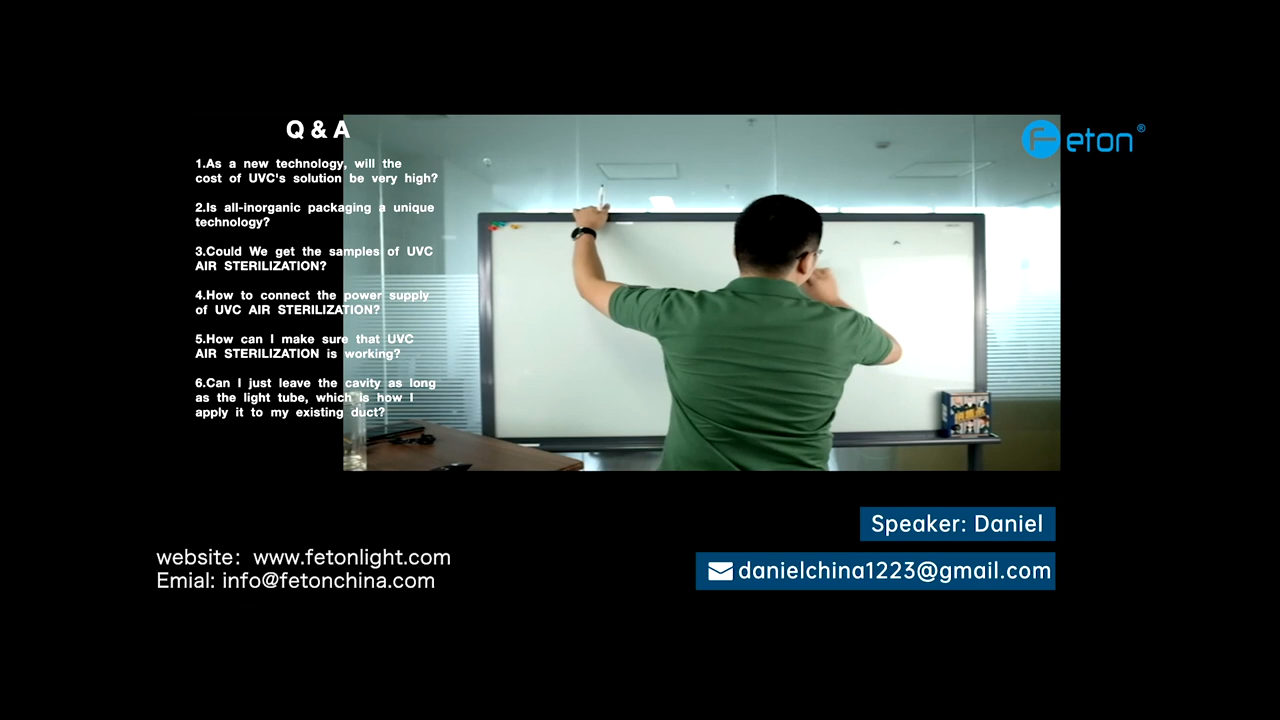 Q & A
1.As a new technology, will the
cost of UVC's solution be very high?
2.Is all-inorganic packaging a unique
technology?
3.Could We get the samples of UVC
AIR STERILIZATION?
4.How to connect the power supply
of UVC AIR STERILIZATION?
5.How can I make sure that UVC
AIR STERILIZATION is working?
6.Can I just leave the cavity as long
as the light tube, which is how I
apply it to my existing duct?
Feton®
Speaker: Daniel
danielchina1223@gmail.com
website: www.fetonlight.com
Emial: info@fetonchina.com